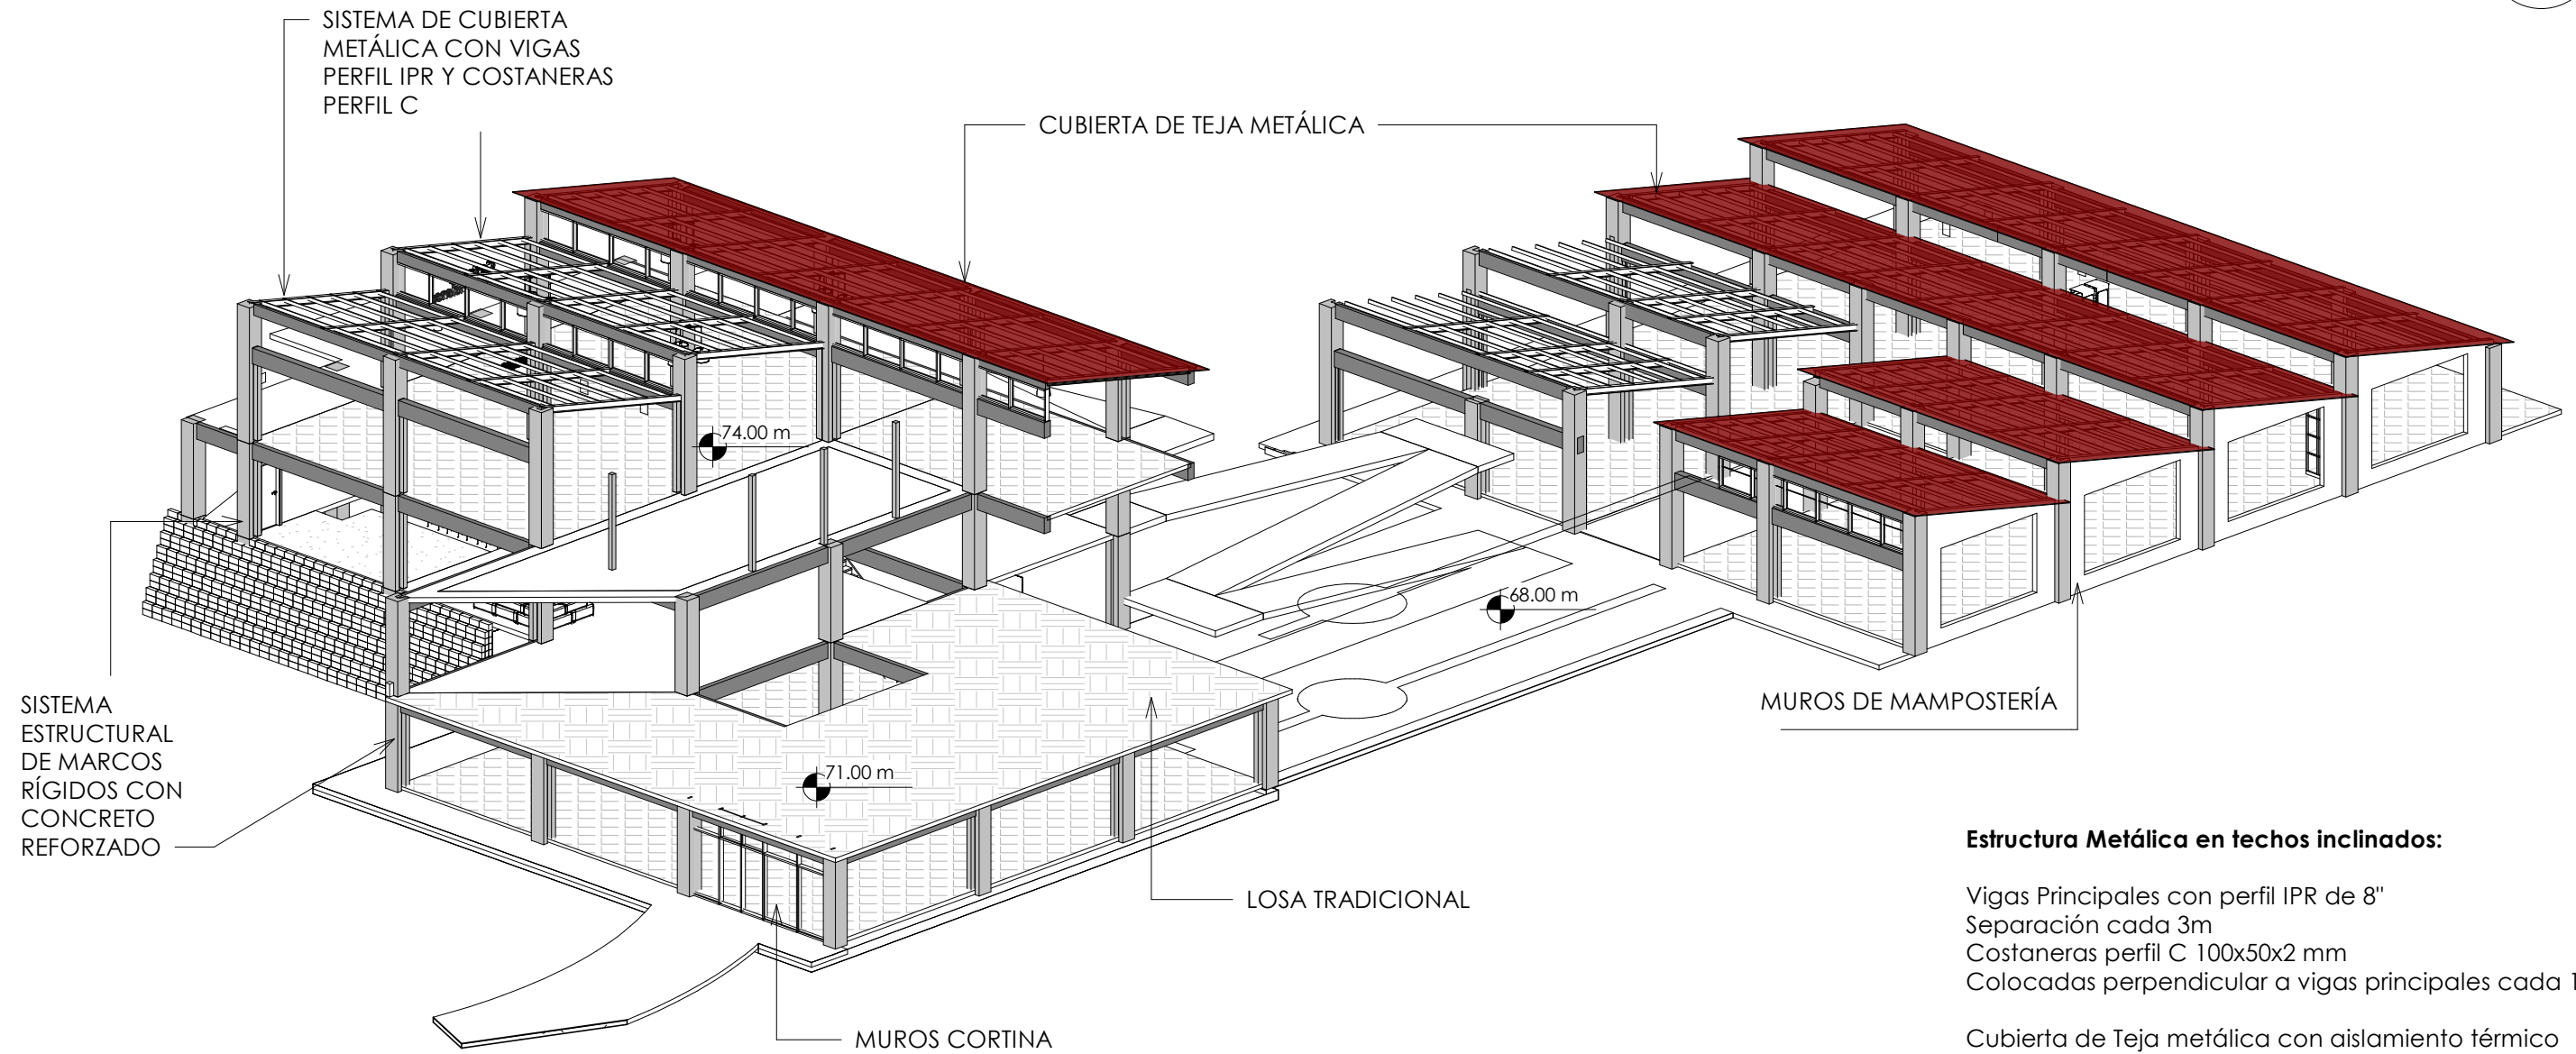 SISTEMA DE CUBIERTA
METÁLICA CON VIGAS
PERFIL IPR Y COSTANERAS
PERFIL C
CUBIERTA DE TEJA METÁLICA
74.00 m
68.00 m
71.00 m
SISTEMA
ESTRUCTURAL
DE MARCOS
RÍGIDOS CON
CONCRETO
REFORZADO
MUROS DE MAMPOSTERÍA
LOSA TRADICIONAL
MUROS CORTINA
Estructura Metálica en techos inclinados:
Vigas Principales con perfil IPR de 8"
Separación cada 3m
Costaneras perfil C 100x50x2 mm
Colocadas perpendicular a vigas principales cada
Cubierta de Teja metálica con aislamiento térmico